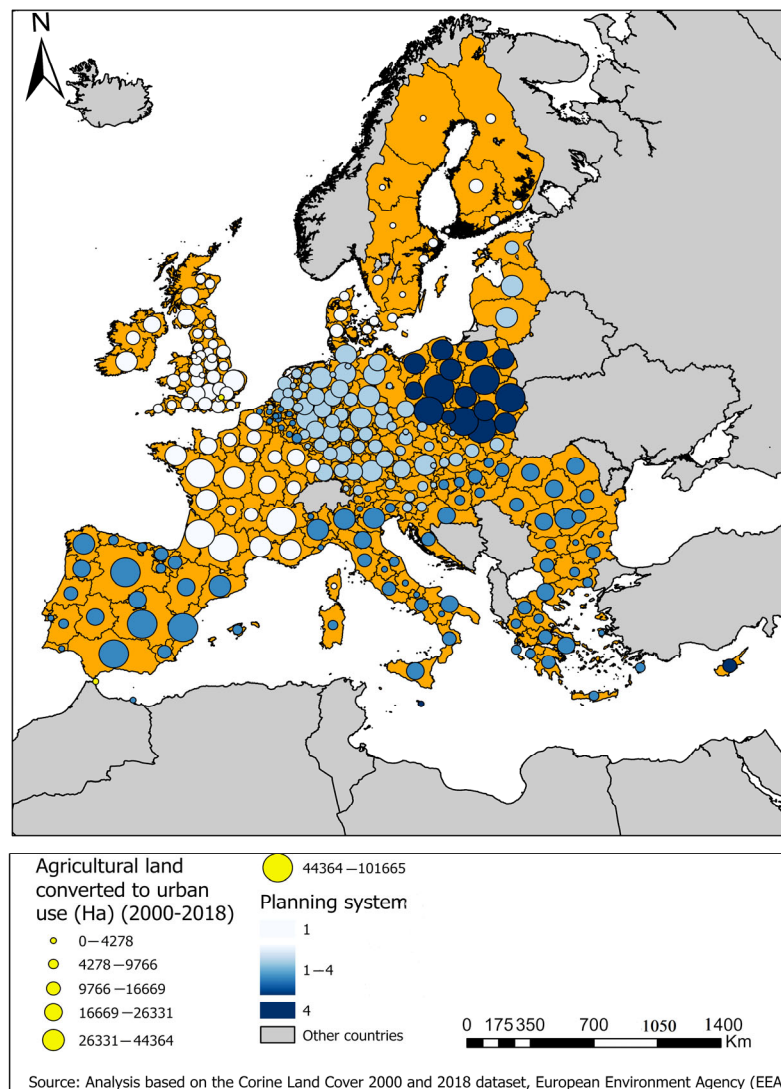 N
Agricultural land
converted to urban
use (Ha) (2000-2018)
0–4278
4278–9766
9766–16669
16669–26331
26331–44364
44364–101665
Planning system
1
1–4
4
Other countries
0 175 350 700 1050 1400
Km
Source: Analysis based on the Corine Land Cover 2000 and 2018 dataset, European Environment Agency (EEA